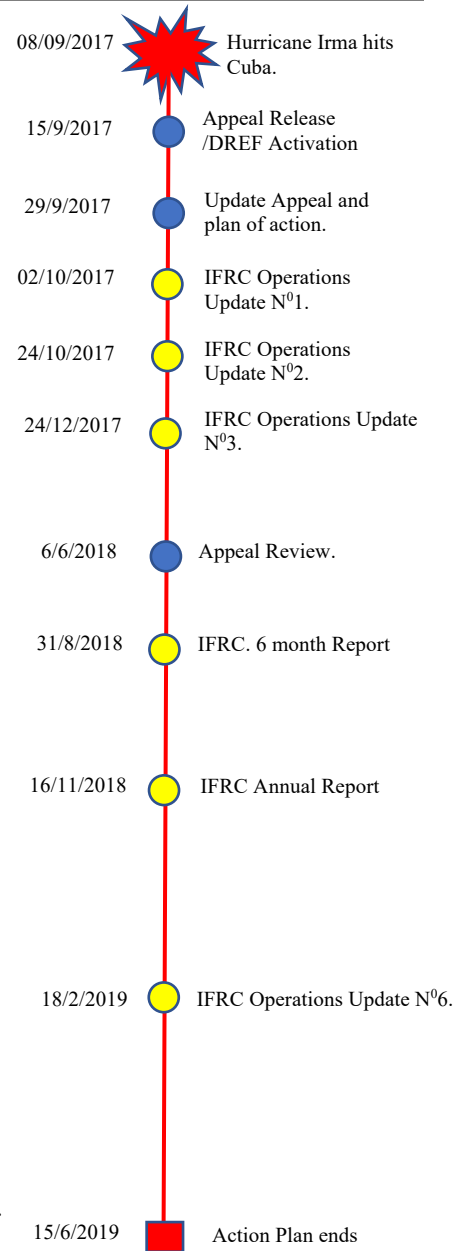 08/09/2017 Hurricane Irma hits
Cuba.
15/9/2017 Appeal Release
/DREF Activation
29/9/2017 Update Appeal and
plan of action.
02/10/2017 IFRC Operations
Update N⁰1.
24/10/2017 IFRC Operations
Update N⁰2.
24/12/2017 IFRC Operations Update
N⁰3.
6/6/2018 Appeal Review.
31/8/2018 IFRC. 6 month Report
16/11/2018 IFRC Annual Report
18/2/2019 IFRC Operations Update N⁰6.
15/6/2019 Action Plan ends